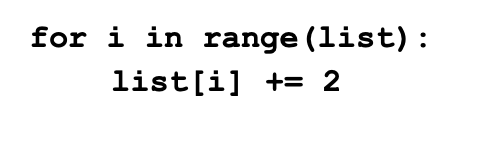 for i in range(list):
    list[i] += 2